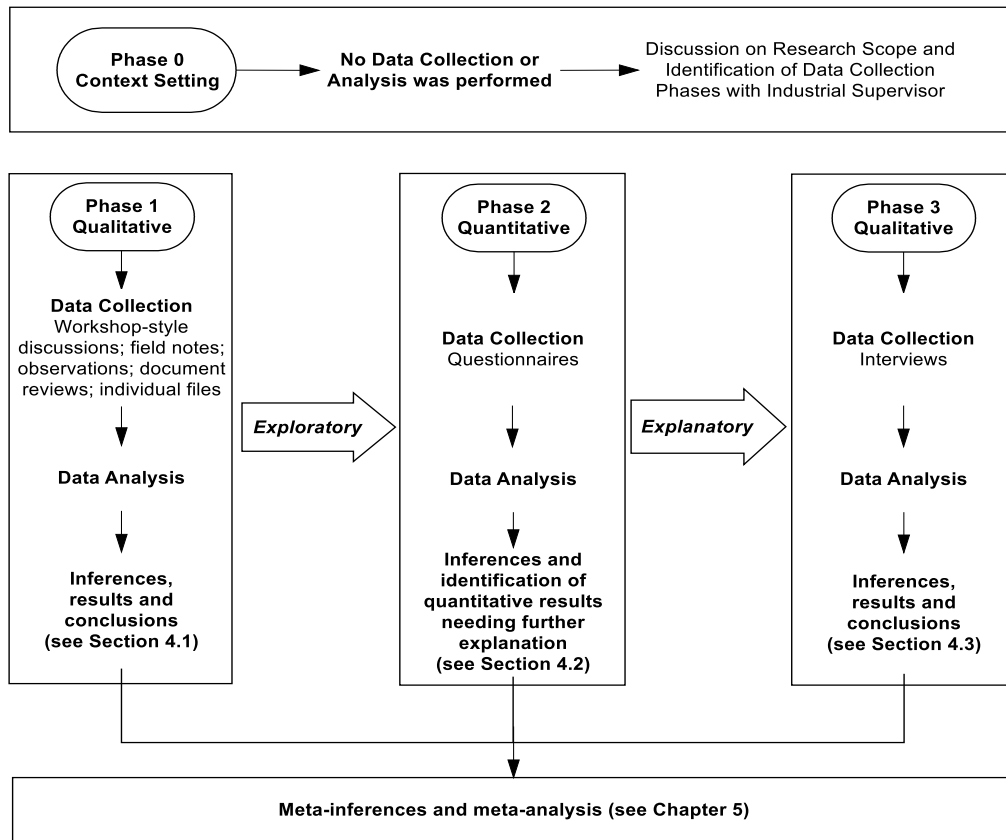 Phase 0
Context Setting
No Data Collection or
Analysis was performed
Discussion on Research Scope and
Identification of Data Collection
Phases with Industrial Supervisor
Phase 1
Qualitative
Data Collection
Workshop-style
discussions; field notes;
observations; document
reviews; individual files
Data Analysis
Inferences,
results and
conclusions
(see Section 4.1)
Exploratory
Phase 2
Quantitative
Data Collection
Questionnaires
Data Analysis
Inferences and
identification of
quantitative results
needing further
explanation
(see Section 4.2)
Explanatory
Phase 3
Qualitative
Data Collection
Interviews
Data Analysis
Inferences,
results and
conclusions
(see Section 4.3)
Meta-inferences and meta-analysis (see Chapter 5)